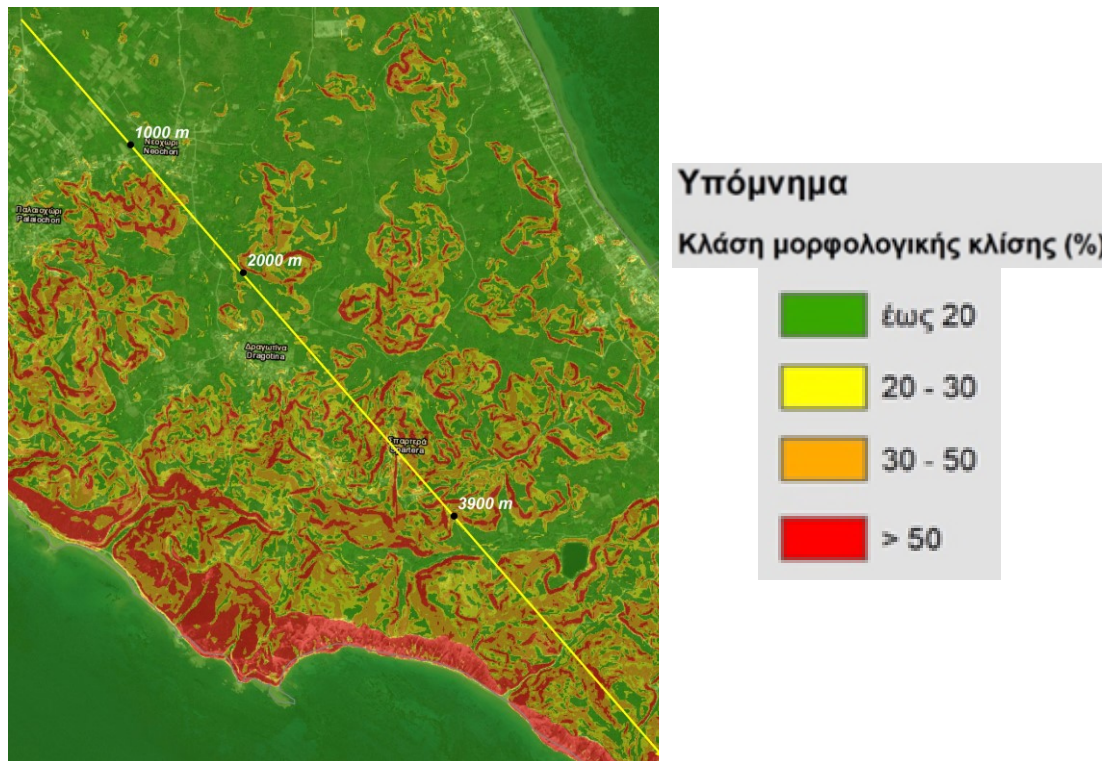 1000 m
Νεοχώρι
Neochori
Παλαιοχώρι
Palaiochori
2000 m
Δραγωτινα
Dragotina
Σπαρτερά
Spartera
3900 m
Υπόμνημα
Κλάση μορφολογικής κλίσης (%)
έως 20
20 - 30
30 - 50
> 50